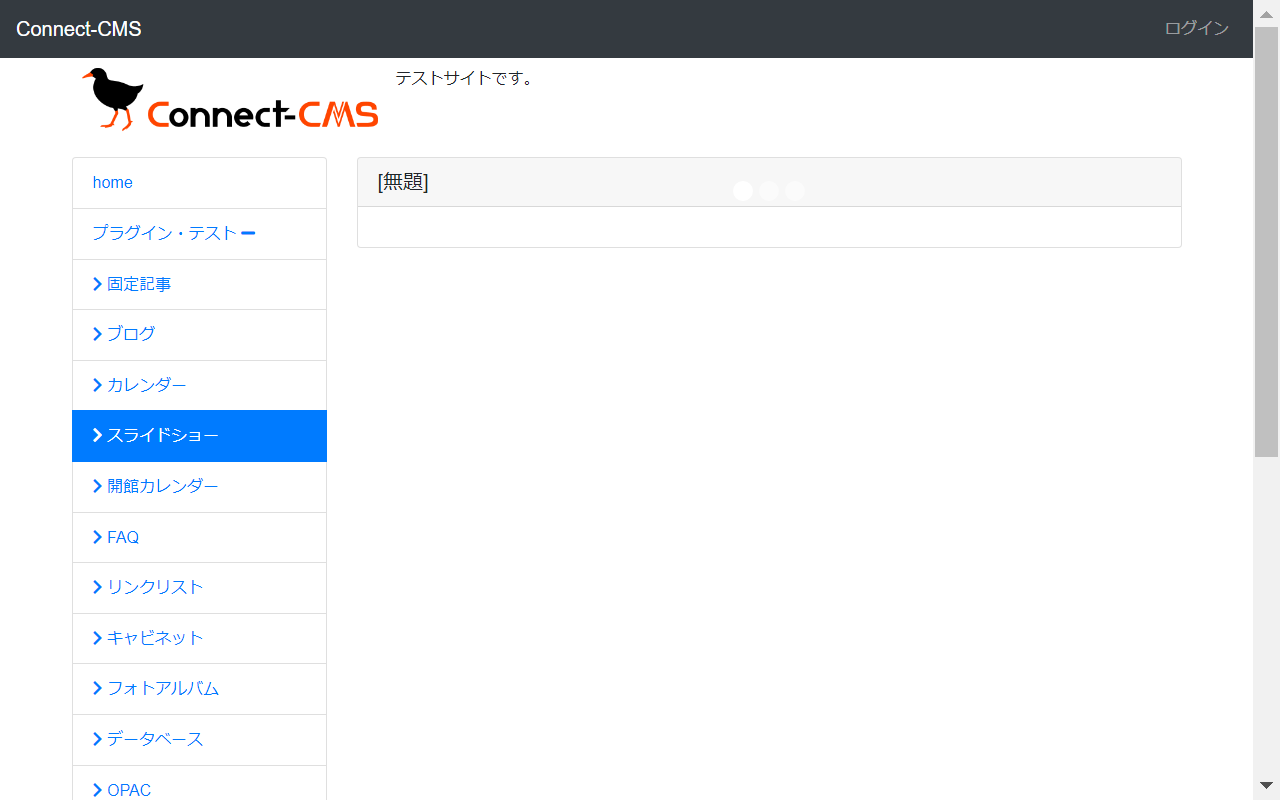 Connect-CMS
ログイン
Connect-CMS
テストサイトです。
home
プラグイン・テスト
固定記事
ブログ
カレンダー
スライドショー
開館カレンダー
FAQ
リンクリスト
キャビネット
フォトアルバム
データベース
OPAC
[無題]